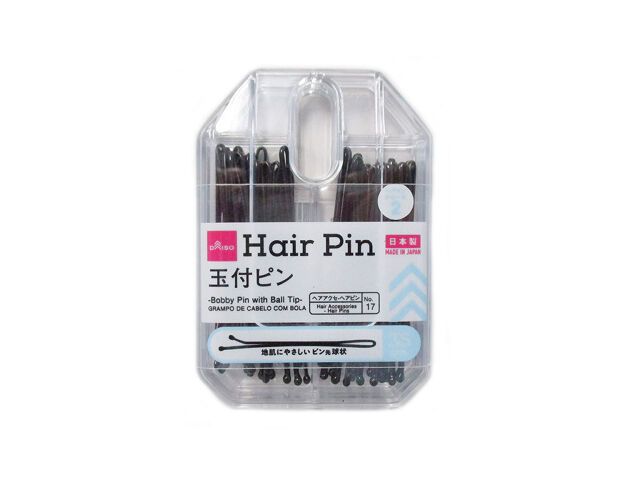 2
DAISO
Hair Pin
日本製
MADE IN JAPAN
玉付ピン
-Bobby Pin with Ball Tip-
GRAMPO DE CABELO COM BOLA
ヘアアクセ-ヘアピン
Hair Accessories
- Hair Pins
No.
17
地肌にやさしいピン先球状